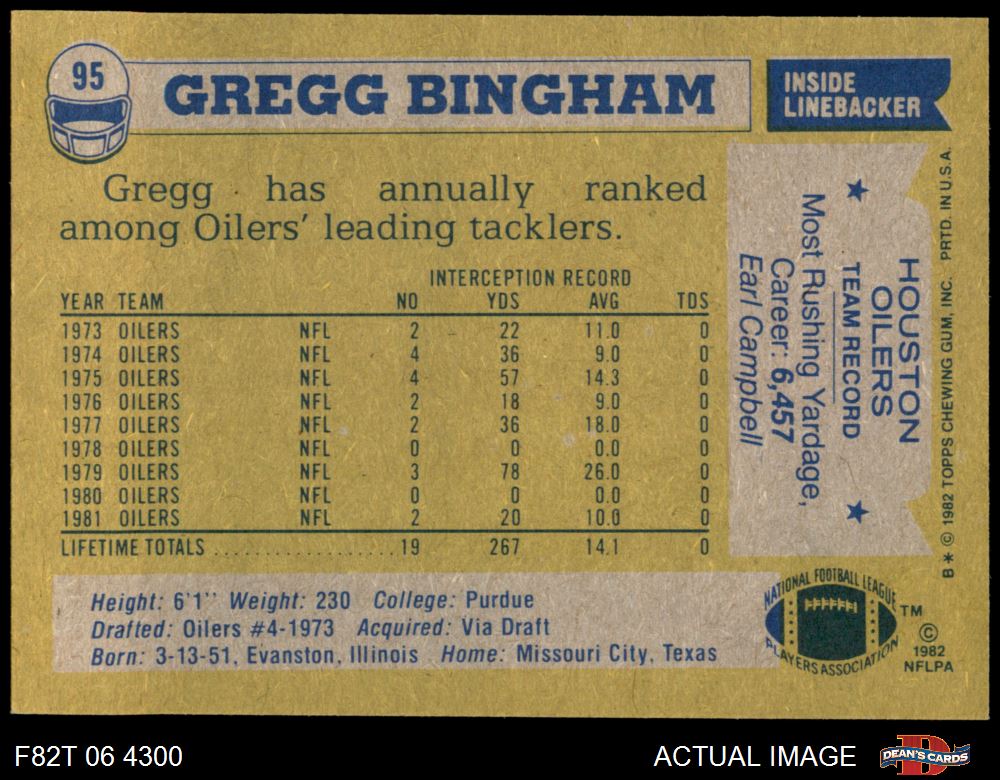 95
GREGG BINGHAM
INSIDE
LINEBACKER
Gregg has annually ranked
among Oilers' leading tacklers.
INTERCEPTION RECORD
YEAR TEAM NO YDS AVG TDS
1973 OILERS NFL 2 22 11.0 0
1974 OILERS NFL 4 36 9.0 0
1975 OILERS NFL 4 57 14.3 0
1976 OILERS NFL 2 18 9.0 0
1977 OILERS NFL 2 36 18.0 0
1978 OILERS NFL 0 0 0.0 0
1979 OILERS NFL 3 78 26.0 0
1980 OILERS NFL 0 0 0.0 0
1981 OILERS NFL 2 20 10.0 0
LIFETIME TOTALS ................... 19 267 14.1 0
HOUSTON
OILERS
TEAM RECORD
Most Rushing Yardage,
Career: 6,457
Earl Campbell
B* © 1982 TOPPS CHEWING GUM, INC. PRTD. IN U.S.A.
Height: 6'1" Weight: 230 College: Purdue
Drafted: Oilers #4-1973 Acquired: Via Draft
Born: 3-13-51, Evanston, Illinois Home: Missouri City, Texas
NATIONAL FOOTBALL LEAGUE
PLAYERS ASSOCIATION
TM
©
1982
NFLPA
F82T 06 4300
ACTUAL IMAGE
D
DEAN'S CARDS